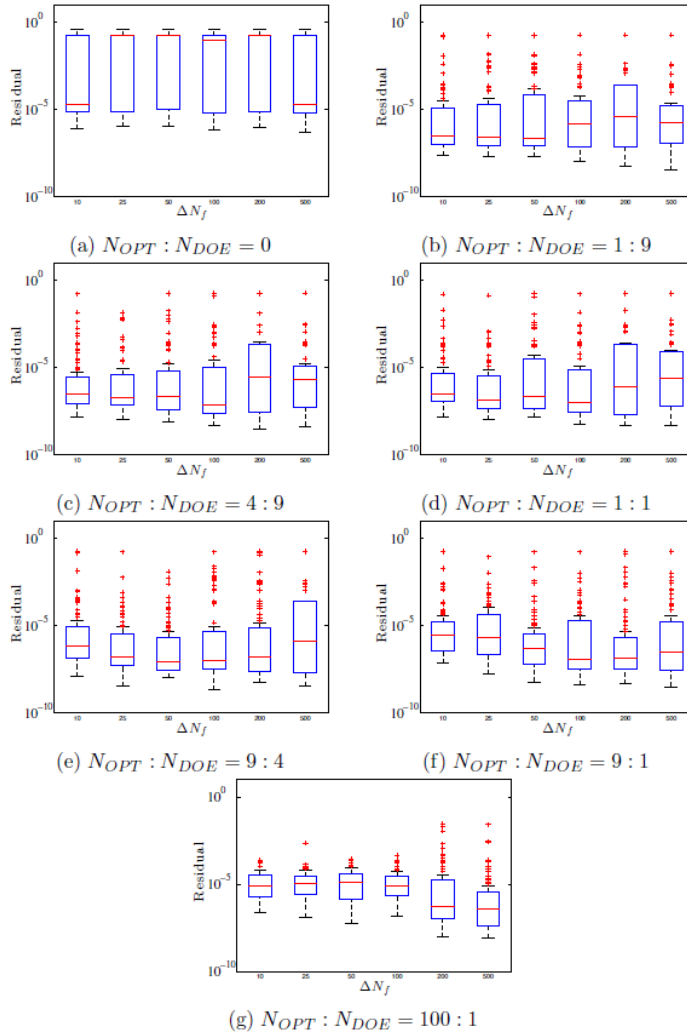 10^0
Residual
10^-5
10^-10
10 25 50 100 200 500
ΔN_f
(a) N_OPT : N_DOE = 0
10^0
Residual
10^-5
10^-10
10 25 50 100 200 500
ΔN_f
(b) N_OPT : N_DOE = 1 : 9
10^0
Residual
10^-5
10^-10
10 25 50 100 200 500
ΔN_f
(c) N_OPT : N_DOE = 4 : 9
10^0
Residual
10^-5
10^-10
10 25 50 100 200 500
ΔN_f
(d) N_OPT : N_DOE = 1 : 1
10^0
Residual
10^-5
10^-10
10 25 50 100 200 500
ΔN_f
(e) N_OPT : N_DOE = 9 : 4
10^0
Residual
10^-5
10^-10
10 25 50 100 200 500
ΔN_f
(f) N_OPT : N_DOE = 9 : 1
10^0
Residual
10^-5
10^-10
10 25 50 100 200 500
ΔN_f
(g) N_OPT : N_DOE = 100 : 1